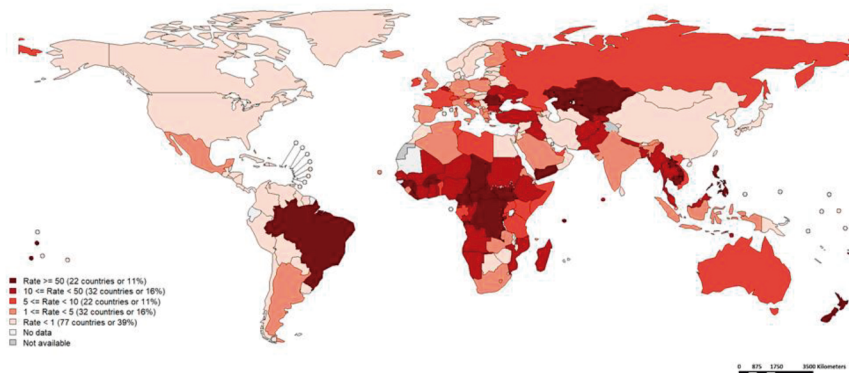 Rate >= 50 (22 countries or 11%)
10 <= Rate < 50 (32 countries or 16%)
5 <= Rate < 10 (22 countries or 11%)
1 <= Rate < 5 (32 countries or 16%)
Rate < 1 (77 countries or 39%)
No data
Not available
0 875 1750 3500 Kilometers